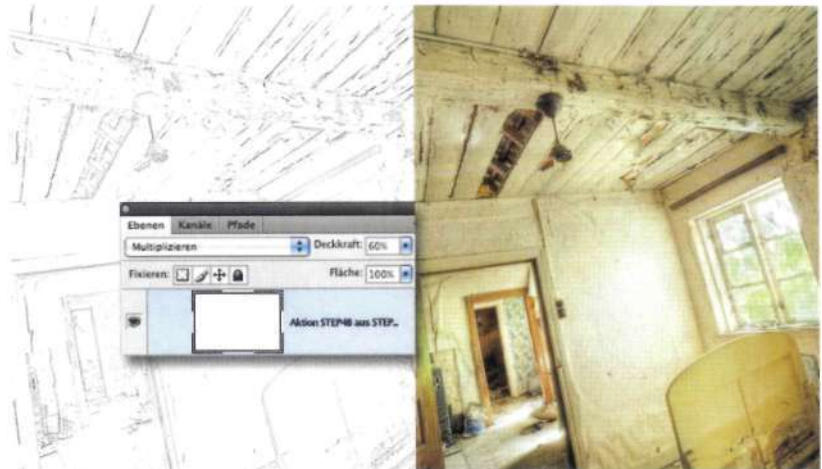 Ebenen Kanäle Pfade
Multiplizieren Deckkraft: 60%
Fixieren: Fläche: 100%
Aktion STEP48 aus STEP...